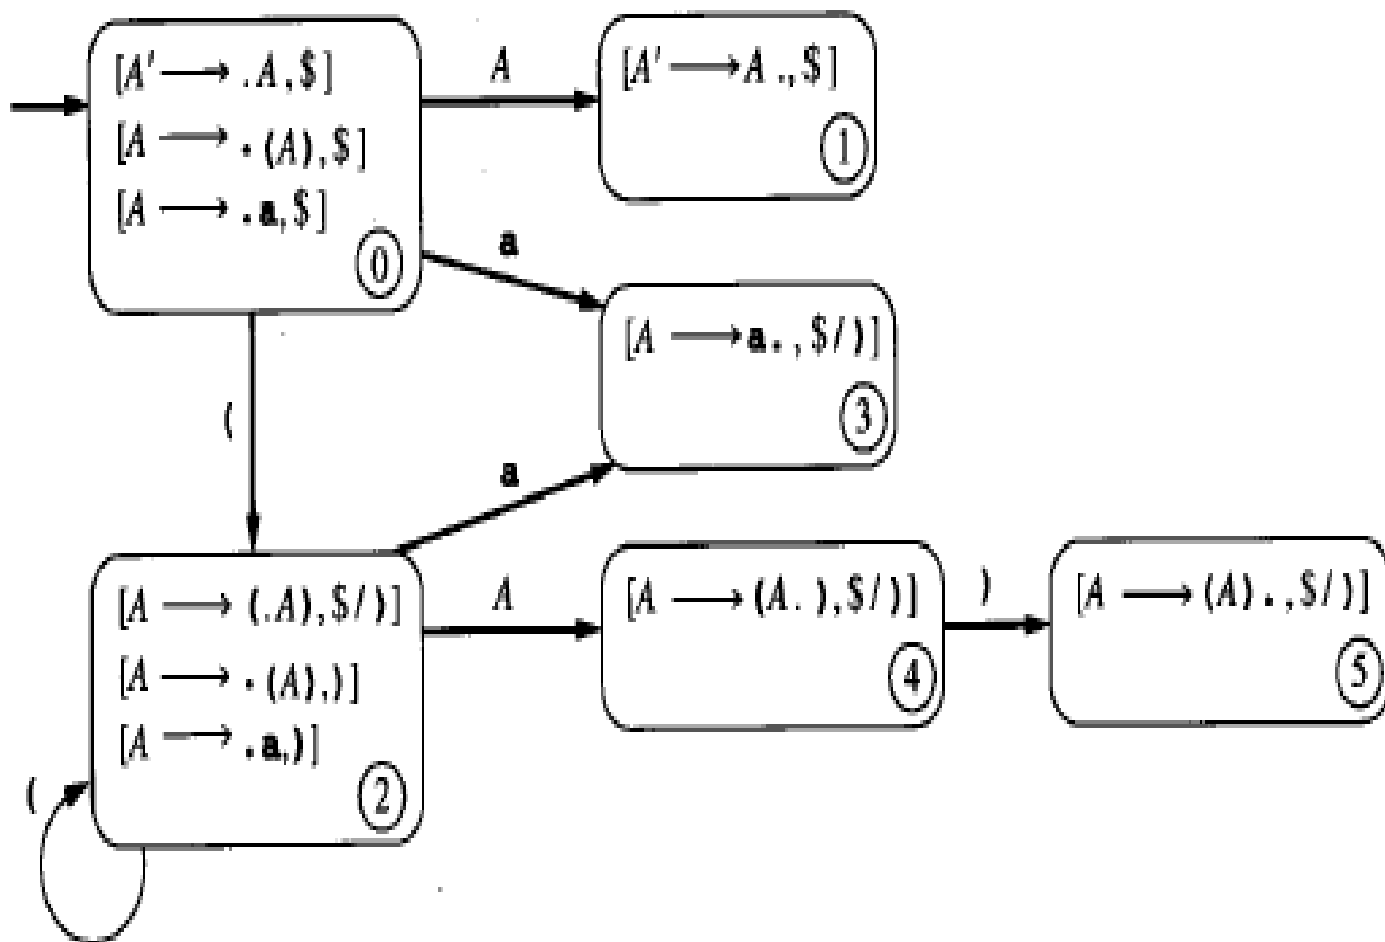 [A' ⟶ .A,$]
[A ⟶ .(A),$]
[A ⟶ .a,$]
0
A
[A' ⟶ A.,$]
1
a
[A ⟶ a.,$/)]
3
(
a
[A ⟶ (.A),$/)]
[A ⟶ .(A),)]
[A ⟶ .a,)]
2
(
A
[A ⟶ (A.),$/)]
4
)
[A ⟶ (A).,$/)]
5